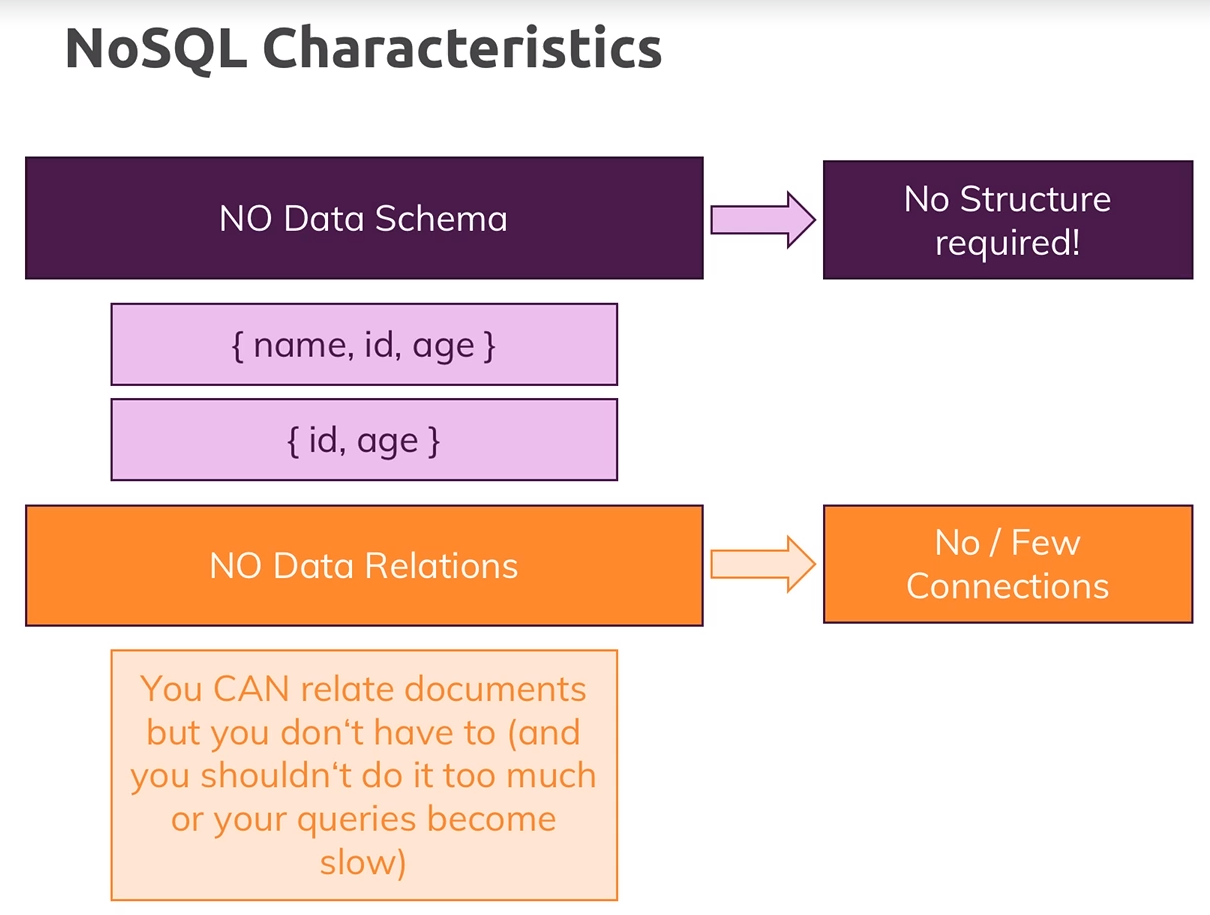 NoSQL Characteristics
NO Data Schema
No Structure
required!
{ name, id, age }
{ id, age }
NO Data Relations
No / Few
Connections
You CAN relate documents
but you don‘t have to (and
you shouldn‘t do it too much
or your queries become
slow)